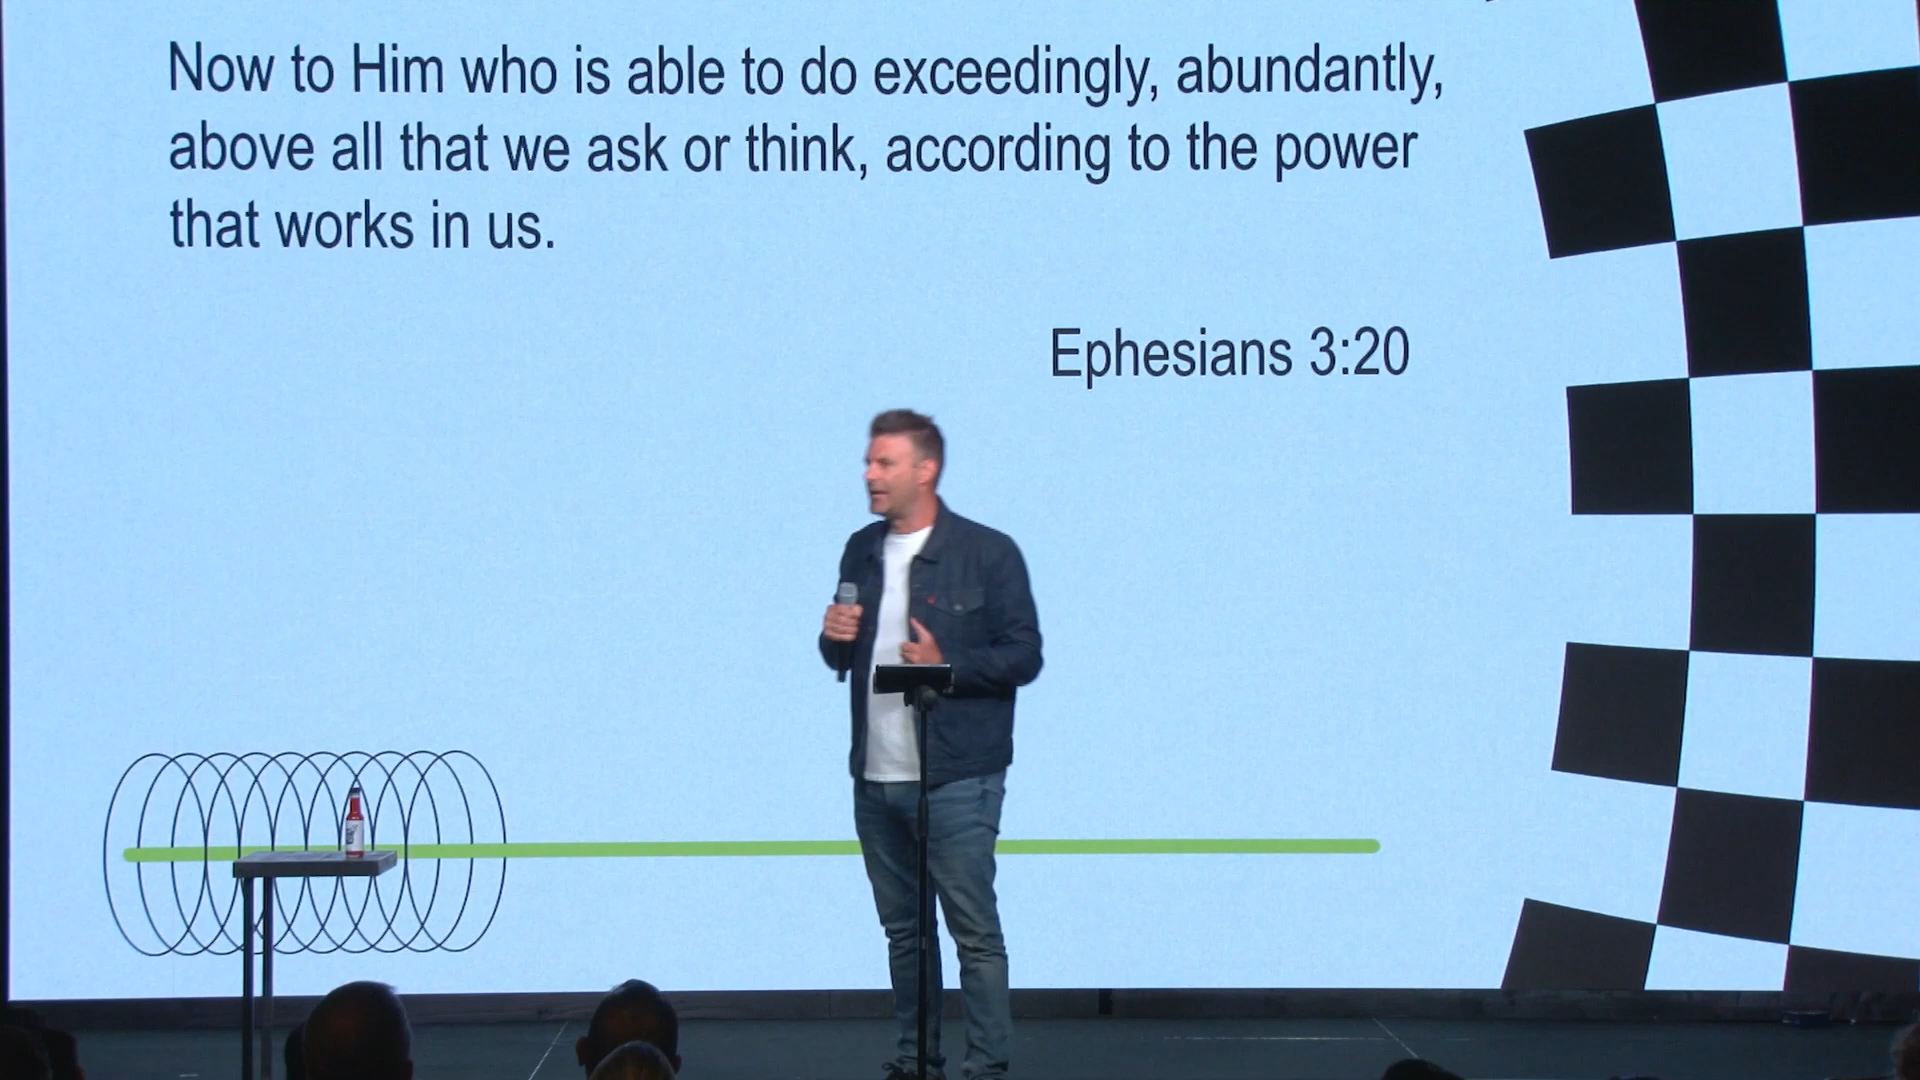 Now to Him who is able to do exceedingly, abundantly,
above all that we ask or think, according to the power
that works in us.
Ephesians 3:20